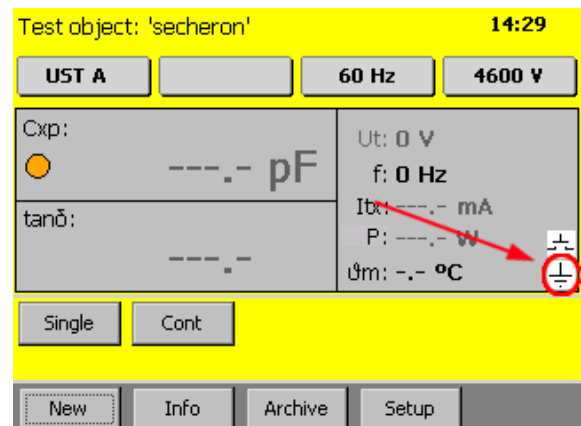 Test object: 'secheron' 14:29
UST A 60 Hz 4600 V
Cxp:
---.- pF
tanδ:
---.-
Ut: 0 V
f: 0 Hz
Itx: ---.- mA
P: ---.- W
ϑm: -.- ºC
Single Cont
New Info Archive Setup